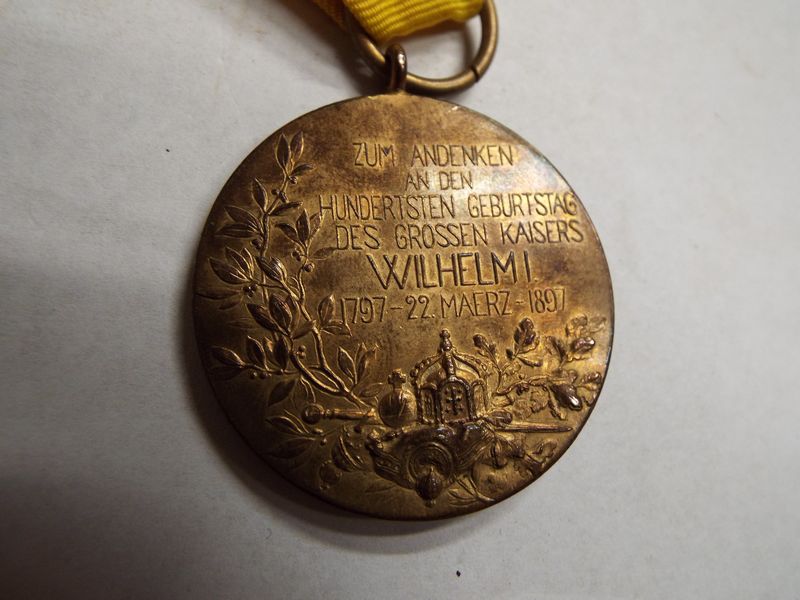 ZUM ANDENKEN
AN DEN
HUNDERTSTEN GEBURTSTAG
DES GROSSEN KAISERS
WILHELM I.
1797-22. MAERZ-1897